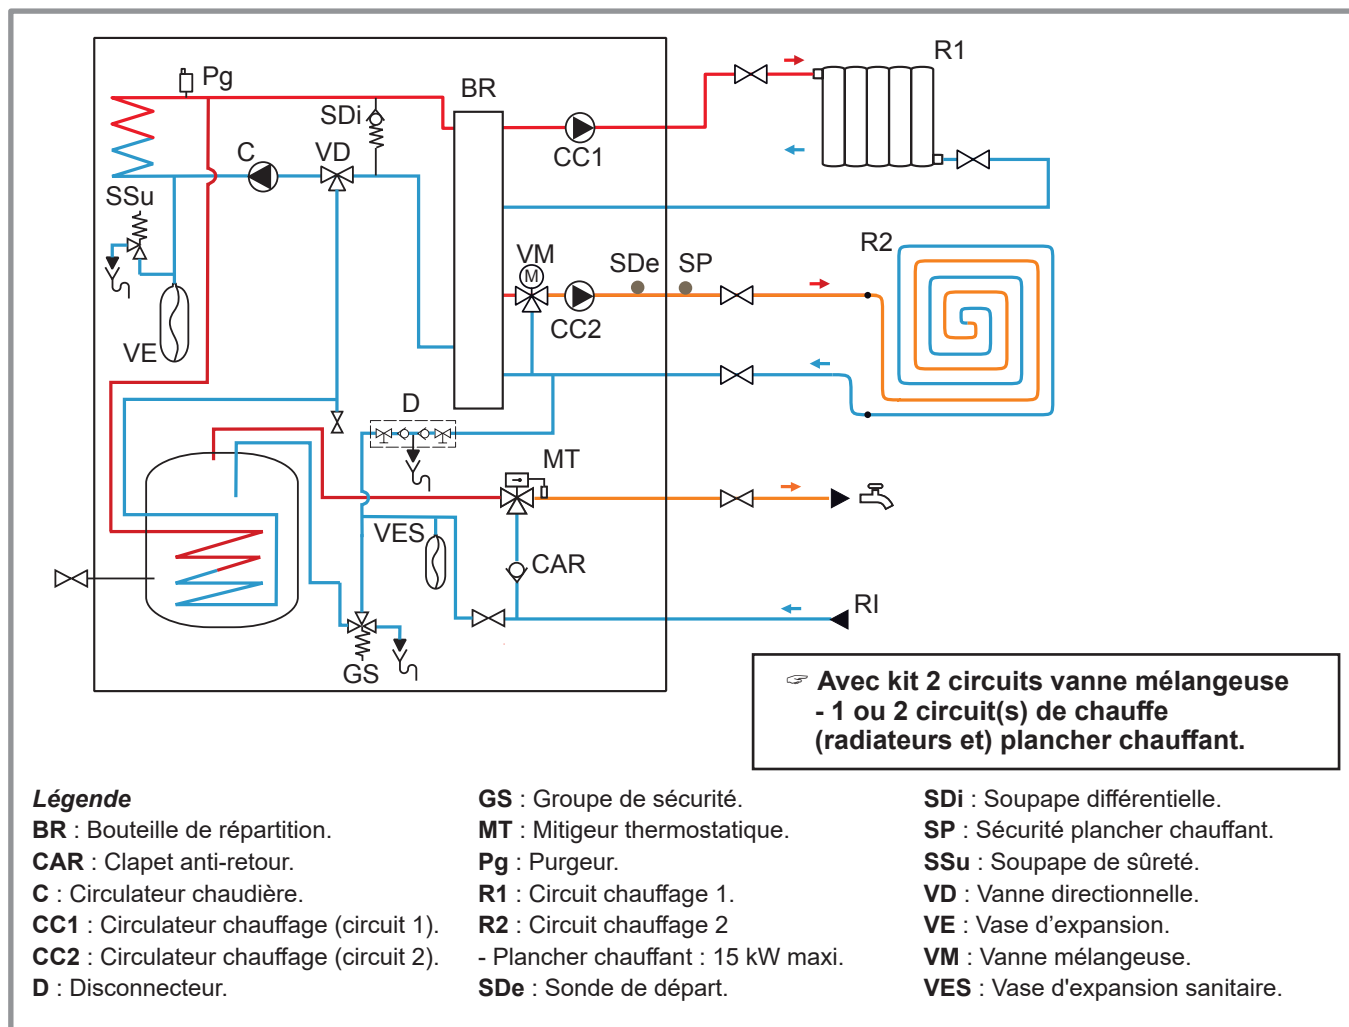 Pg
BR
R1
SDi
C
VD
CC1
SSu
VM
M
SDe
SP
R2
CC2
VE
D
MT
VES
CAR
RI
GS
☞ Avec kit 2 circuits vanne mélangeuse
- 1 ou 2 circuit(s) de chauffe
(radiateurs et) plancher chauffant.
Légende
BR : Bouteille de répartition.
CAR : Clapet anti-retour.
C : Circulateur chaudière.
CC1 : Circulateur chauffage (circuit 1).
CC2 : Circulateur chauffage (circuit 2).
D : Disconnecteur.
GS : Groupe de sécurité.
MT : Mitigeur thermostatique.
Pg : Purgeur.
R1 : Circuit chauffage 1.
R2 : Circuit chauffage 2
- Plancher chauffant : 15 kW maxi.
SDe : Sonde de départ.
SDi : Soupape différentielle.
SP : Sécurité plancher chauffant.
SSu : Soupape de sûreté.
VD : Vanne directionnelle.
VE : Vase d’expansion.
VM : Vanne mélangeuse.
VES : Vase d'expansion sanitaire.